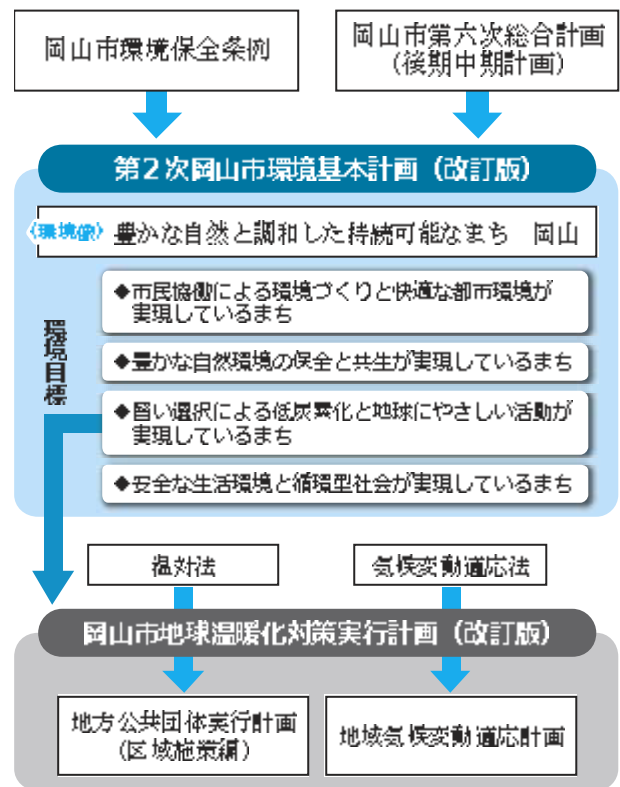 岡山市環境保全条例
岡山市第六次総合計画
(後期中期計画)
第2次岡山市環境基本計画（改訂版）
〈環境像〉 豊かな自然と調和した持続可能なまち　岡山
環境目標
◆市民協働による環境づくりと快適な都市環境が
実現しているまち
◆豊かな自然環境の保全と共生が実現しているまち
◆賢い選択による低炭素化と地球にやさしい活動が
実現しているまち
◆安全な生活環境と循環型社会が実現しているまち
温対法
気候変動適応法
岡山市地球温暖化対策実行計画（改訂版）
地方公共団体実行計画
(区域施策編)
地域気候変動適応計画